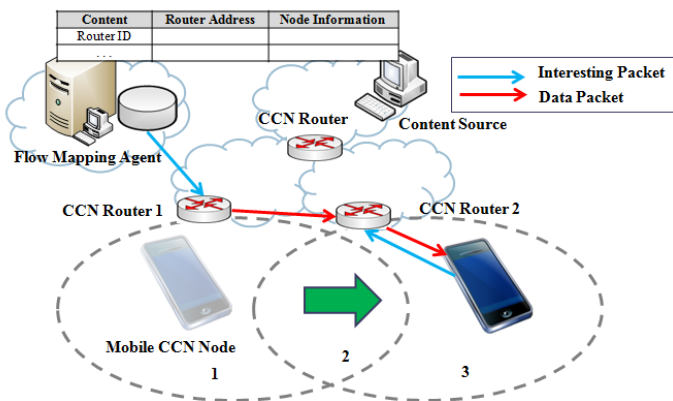 Content Router Address Node Information
Router ID
. . .
Interesting Packet
Data Packet
CCN Router
Content Source
Flow Mapping Agent
CCN Router 1
CCN Router 2
Mobile CCN Node
1
2
3